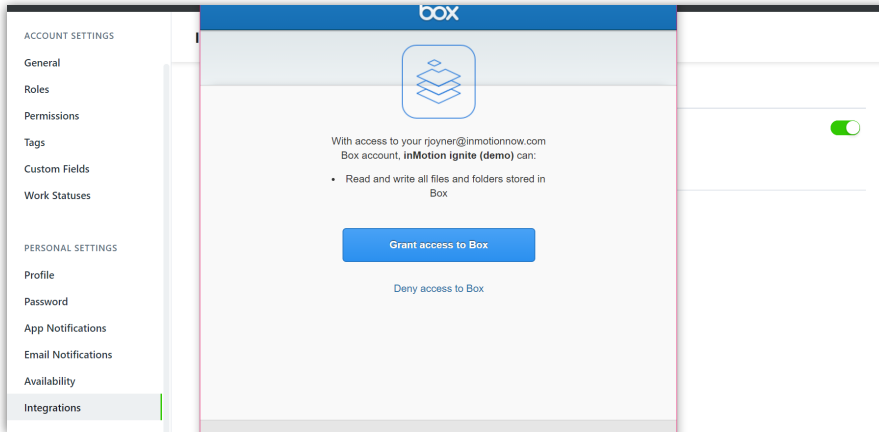 ACCOUNT SETTINGS
General
Roles
Permissions
Tags
Custom Fields
Work Statuses
PERSONAL SETTINGS
Profile
Password
App Notifications
Email Notifications
Availability
Integrations
box
With access to your rjoyner@inmotionnow.com
Box account, inMotion ignite (demo) can:
• Read and write all files and folders stored in
Box
Grant access to Box
Deny access to Box